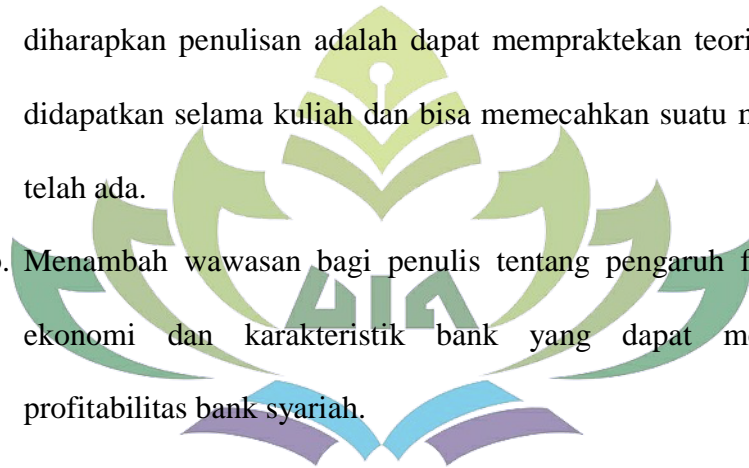 diharapkan penulisan adalah dapat mempraktekan teori
didapatkan selama kuliah dan bisa memecahkan suatu
telah ada.
Menambah wawasan bagi penulis tentang pengaruh
ekonomi dan karakteristik bank yang dapat
profitabilitas bank syariah.
UIN